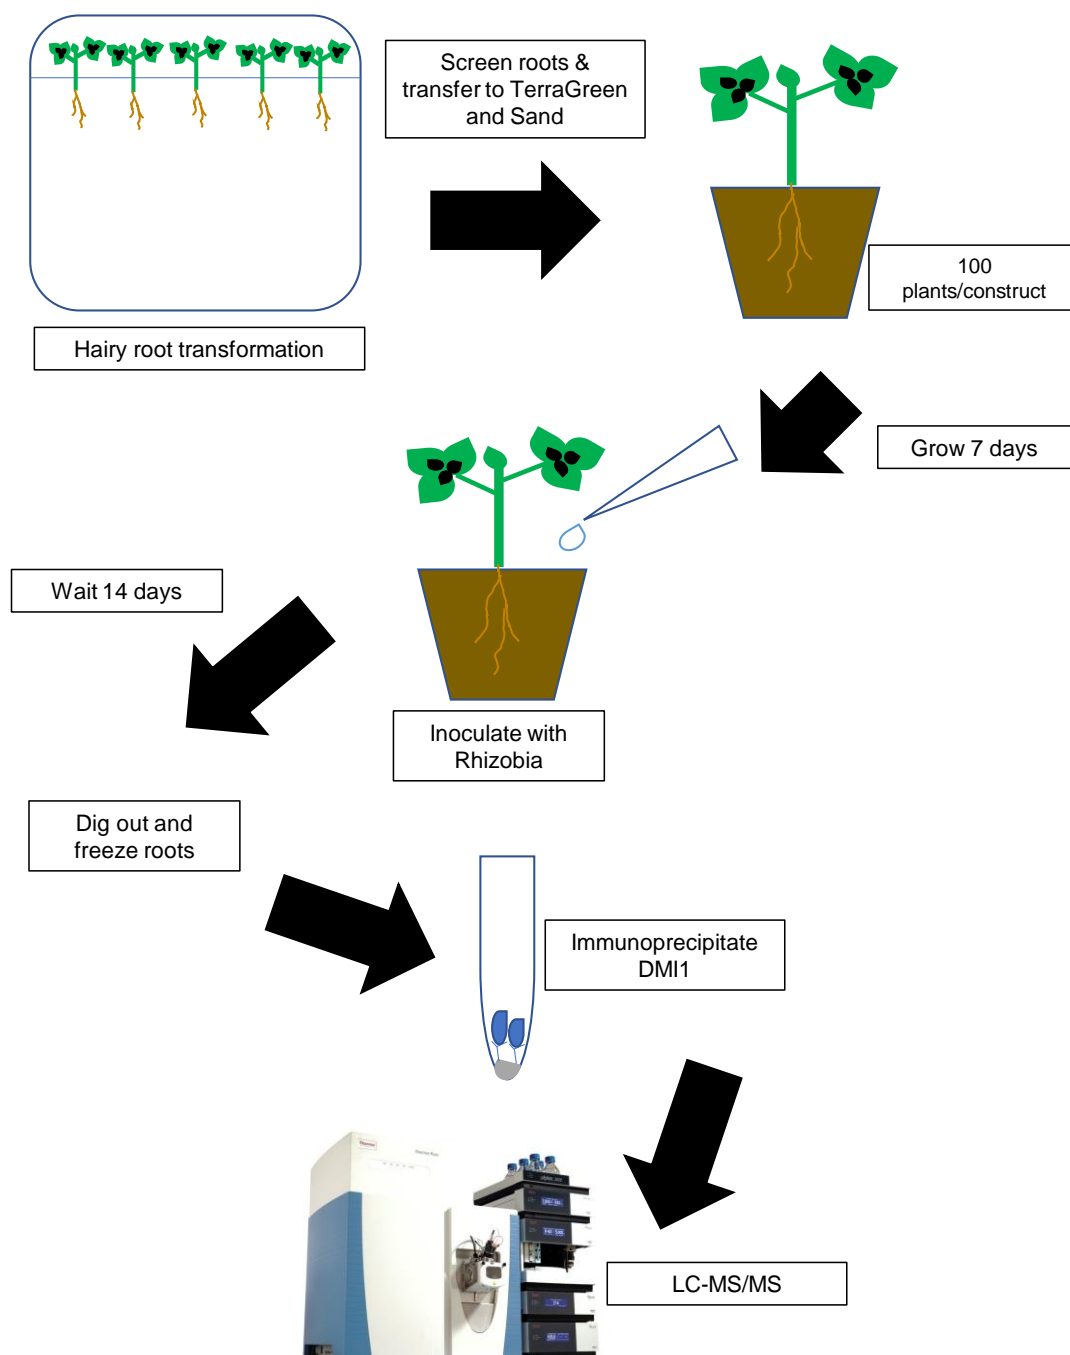 Screen roots &
transfer to TerraGreen
and Sand
100
plants/construct
Hairy root transformation
Grow 7 days
Wait 14 days
Inoculate with
Rhizobia
Dig out and
freeze roots
Immunoprecipitate
DMI1
LC-MS/MS